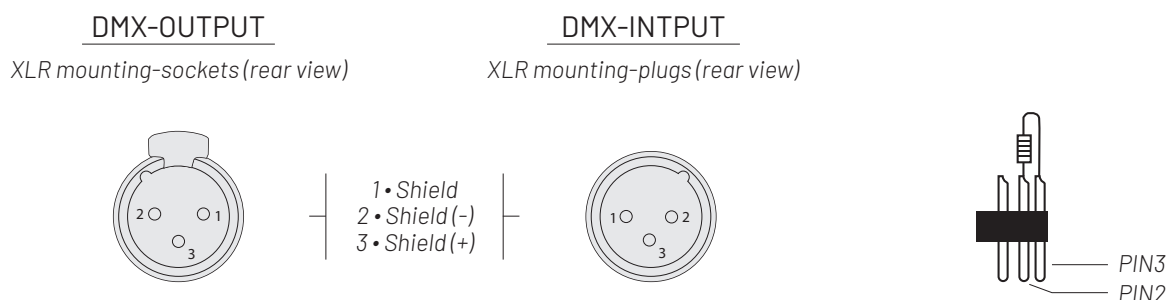 DMX-OUTPUT
XLR mounting-sockets (rear view)
DMX-INTPUT
XLR mounting-plugs (rear view)
2
1
3
1 • Shield
2 • Shield (-)
3 • Shield (+)
1
2
3
PIN3
PIN2